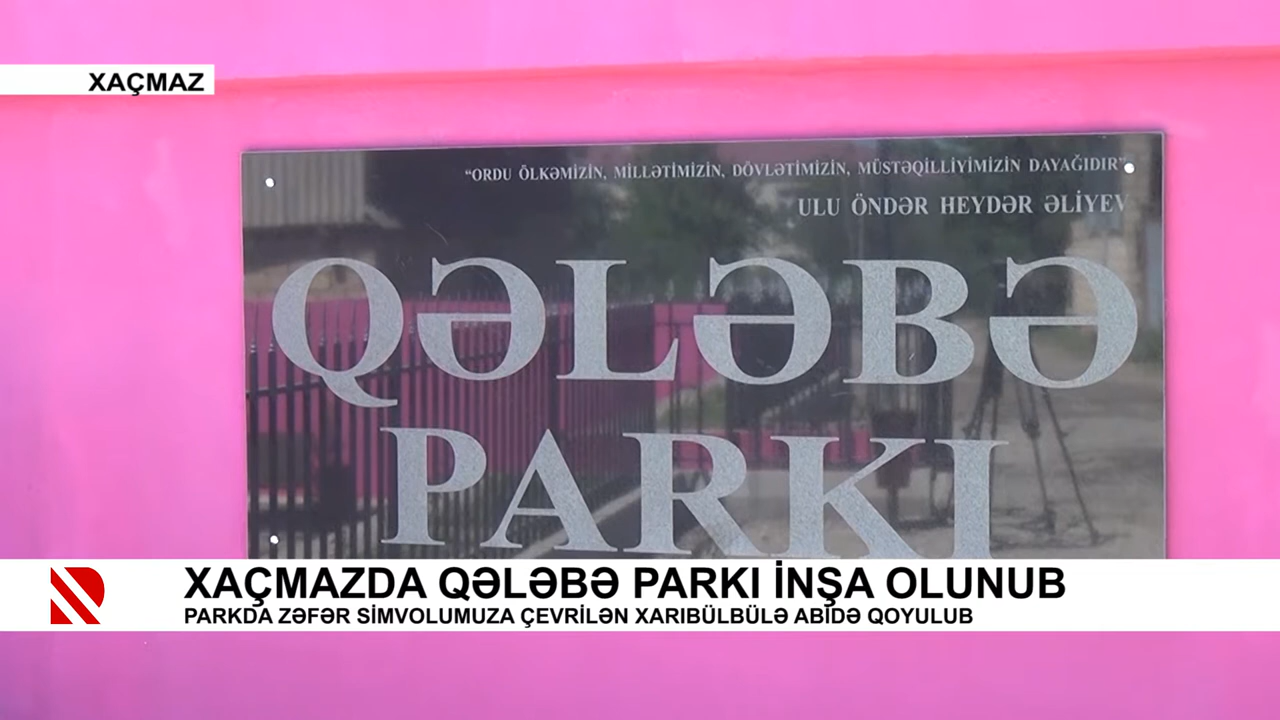 XAÇMAZ
“ORDU ÖLKƏMİZİN, MİLLƏTİMİZİN, DÖVLƏTİMİZİN, MÜSTƏQİLLİYİMİZİN DAYAĞIDIR”
ULU ÖNDƏR HEYDƏR ƏLİYEV
QƏLƏBƏ
PARKI
XAÇMAZDA QƏLƏBƏ PARKI İNŞA OLUNUB
PARKDA ZƏFƏR SİMVOLUMUZA ÇEVRİLƏN XARIBÜLBÜLƏ ABİDƏ QOYULUB